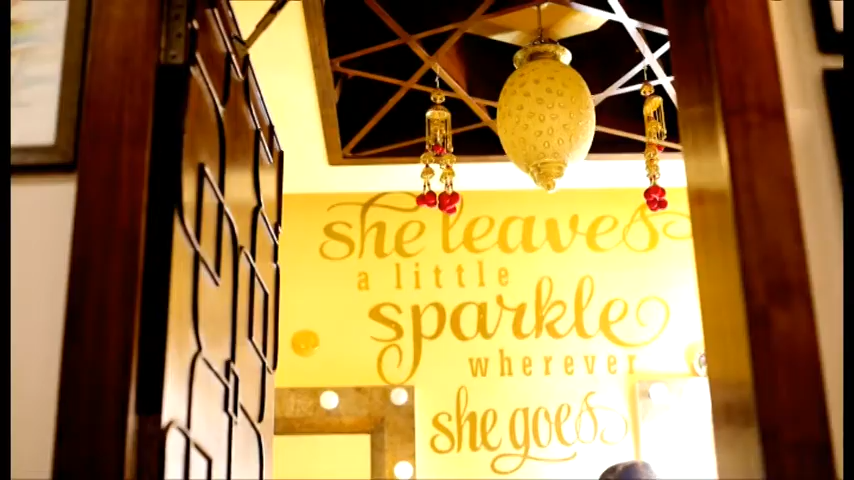 she leaves
a little
sparkle
wherever
she goes